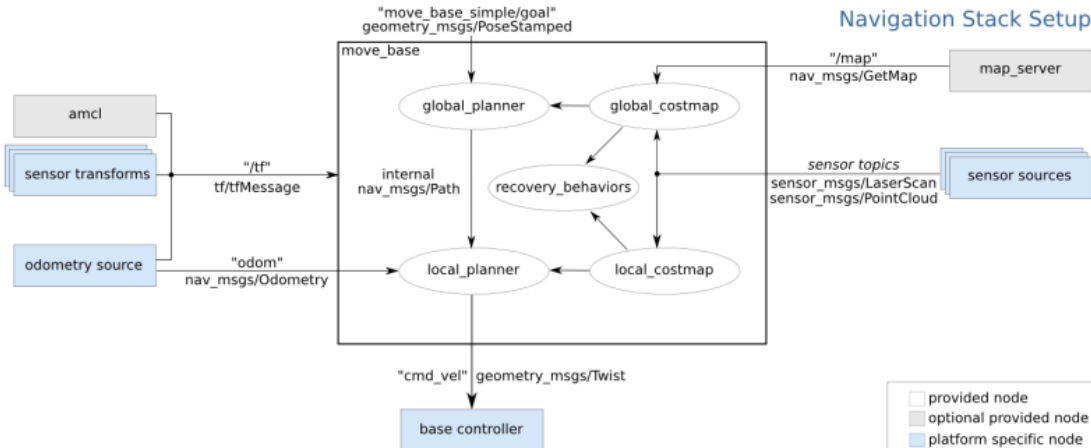 Navigation Stack Setup
"move_base_simple/goal"
geometry_msgs/PoseStamped
move_base
"/map"
nav_msgs/GetMap
map_server
global_planner
global_costmap
amcl
sensor transforms
"/tf"
tf/tfMessage
internal
nav_msgs/Path
recovery_behaviors
sensor topics
sensor_msgs/LaserScan
sensor_msgs/PointCloud
sensor sources
odometry source
"odom"
nav_msgs/Odometry
local_planner
local_costmap
"cmd_vel" geometry_msgs/Twist
base controller
provided node
optional provided node
platform specific node